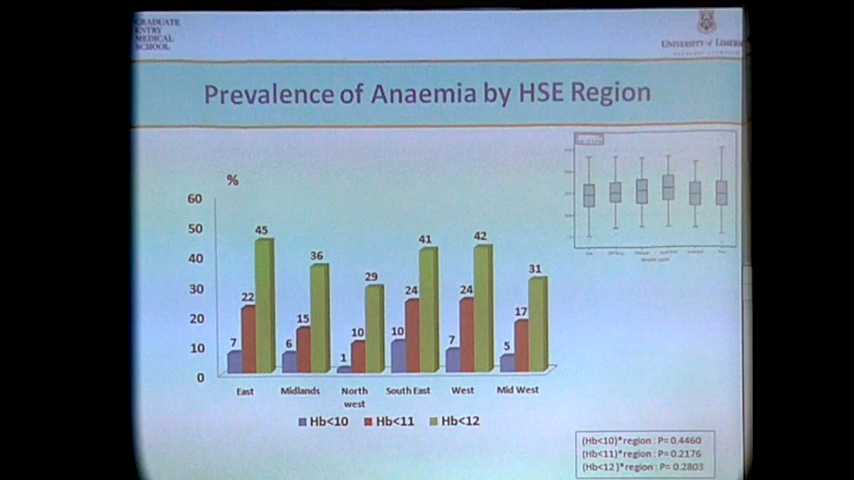 GRADUATE
ENTRY
MEDICAL
SCHOOL
UNIVERSITY of LIMERI
Prevalence of Anaemia by HSE Region
%
60
50
40
30
20
10
0
7 22 45
6 15 36
1 10 29
10 24 41
7 24 42
5 17 31
East Midlands North west South East West Mid West
Hb<10 Hb<11 Hb<12
(Hb<10)*region : P= 0.4460
(Hb<11)*region : P= 0.2176
(Hb<12 )*region : P= 0.2803